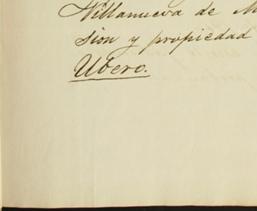 Villanueva de M
sion y propiedad
Ubero.